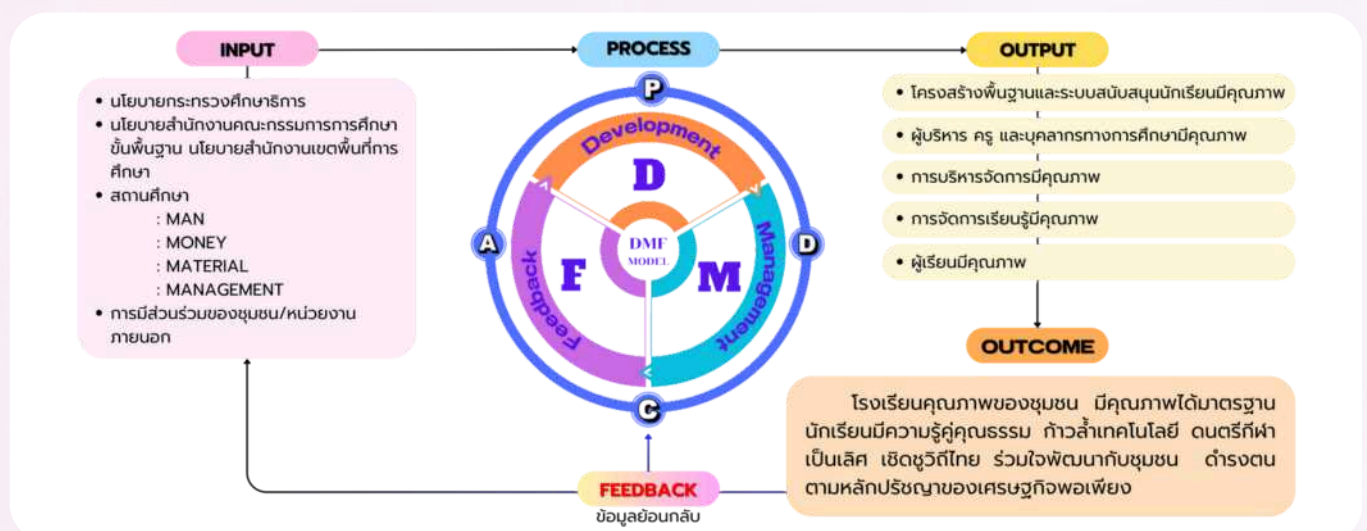 INPUT
PROCESS
OUTPUT
• นโยบายกระทรวงศึกษาธิการ
• นโยบายสำนักงานคณะกรรมการการศึกษา
ขั้นพื้นฐาน นโยบายสำนักงานเขตพื้นที่การ
ศึกษา
• สถานศึกษา
: MAN
: MONEY
: MATERIAL
: MANAGEMENT
• การมีส่วนร่วมของชุมชน/หน่วยงาน
ภายนอก
P
Development
D
A
D
DMF
MODEL
F
M
Feedback
Management
C
• โครงสร้างพื้นฐานและระบบสนับสนุนนักเรียนมีคุณภาพ
• ผู้บริหาร ครู และบุคลากรทางการศึกษามีคุณภาพ
• การบริหารจัดการมีคุณภาพ
• การจัดการเรียนรู้มีคุณภาพ
• ผู้เรียนมีคุณภาพ
OUTCOME
โรงเรียนคุณภาพของชุมชน มีคุณภาพได้มาตรฐาน
นักเรียนมีความรู้คู่คุณธรรม ก้าวล้ำเทคโนโลยี ดนตรีกีฬา
เป็นเลิศ เชิดชูวิถีไทย ร่วมใจพัฒนากับชุมชน ดำรงตน
ตามหลักปรัชญาของเศรษฐกิจพอเพียง
FEEDBACK
ข้อมูลย้อนกลับ